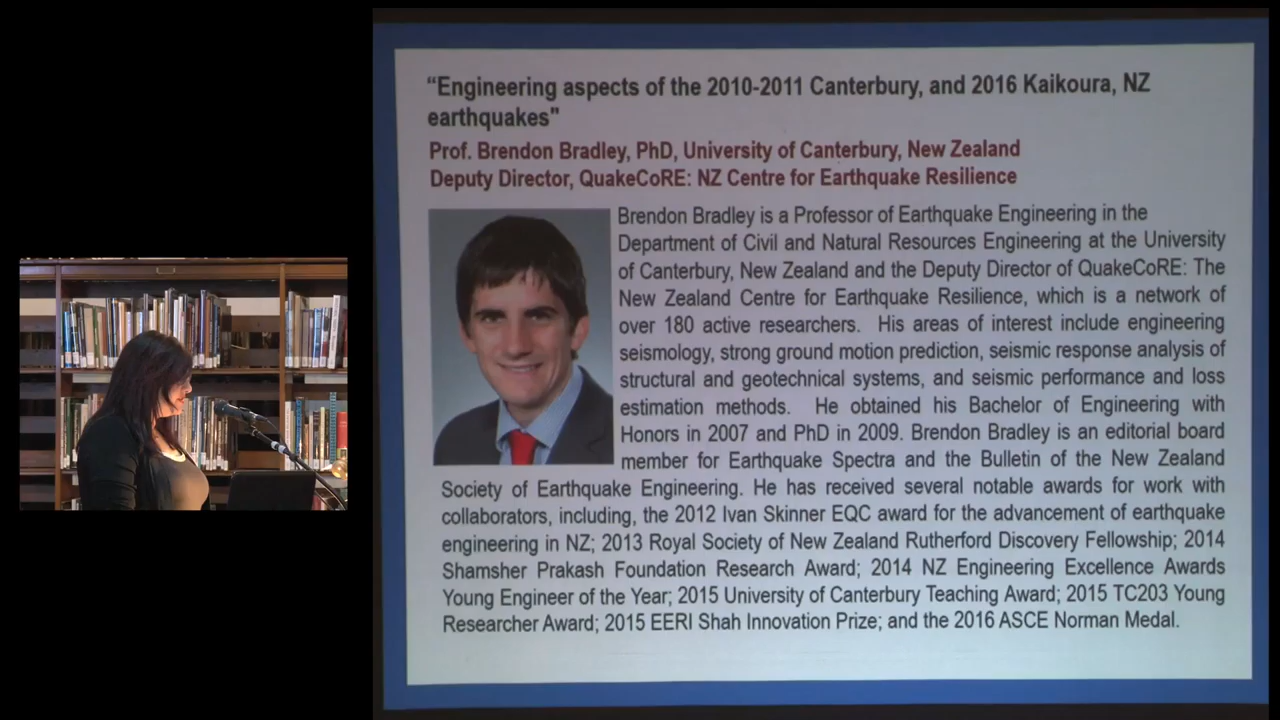 “Engineering aspects of the 2010-2011 Canterbury, and 2016 Kaikoura, NZ
earthquakes"
Prof. Brendon Bradley, PhD, University of Canterbury, New Zealand
Deputy Director, QuakeCoRE: NZ Centre for Earthquake Resilience
Brendon Bradley is a Professor of Earthquake Engineering in the
Department of Civil and Natural Resources Engineering at the University
of Canterbury, New Zealand and the Deputy Director of QuakeCoRE: The
New Zealand Centre for Earthquake Resilience, which is a network of
over 180 active researchers. His areas of interest include engineering
seismology, strong ground motion prediction, seismic response analysis of
structural and geotechnical systems, and seismic performance and loss
estimation methods. He obtained his Bachelor of Engineering with
Honors in 2007 and PhD in 2009. Brendon Bradley is an editorial board
member for Earthquake Spectra and the Bulletin of the New Zealand
Society of Earthquake Engineering. He has received several notable awards for work with
collaborators, including, the 2012 Ivan Skinner EQC award for the advancement of earthquake
engineering in NZ; 2013 Royal Society of New Zealand Rutherford Discovery Fellowship; 2014
Shamsher Prakash Foundation Research Award; 2014 NZ Engineering Excellence Awards
Young Engineer of the Year; 2015 University of Canterbury Teaching Award; 2015 TC203 Young
Researcher Award; 2015 EERI Shah Innovation Prize; and the 2016 ASCE Norman Medal.